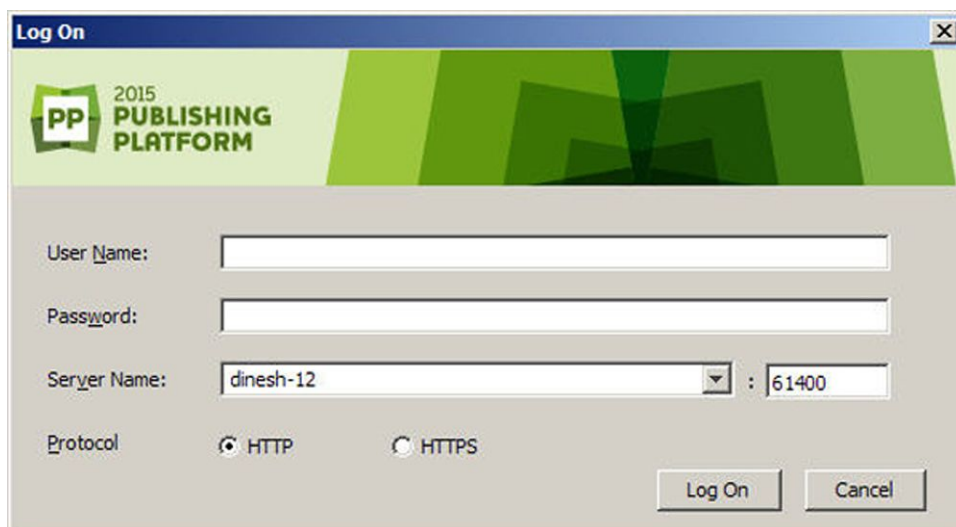 Log On
PP
2015
PUBLISHING
PLATFORM
User Name:
Password:
Server Name: dinesh-12 : 61400
Protocol HTTP HTTPS
Log On Cancel